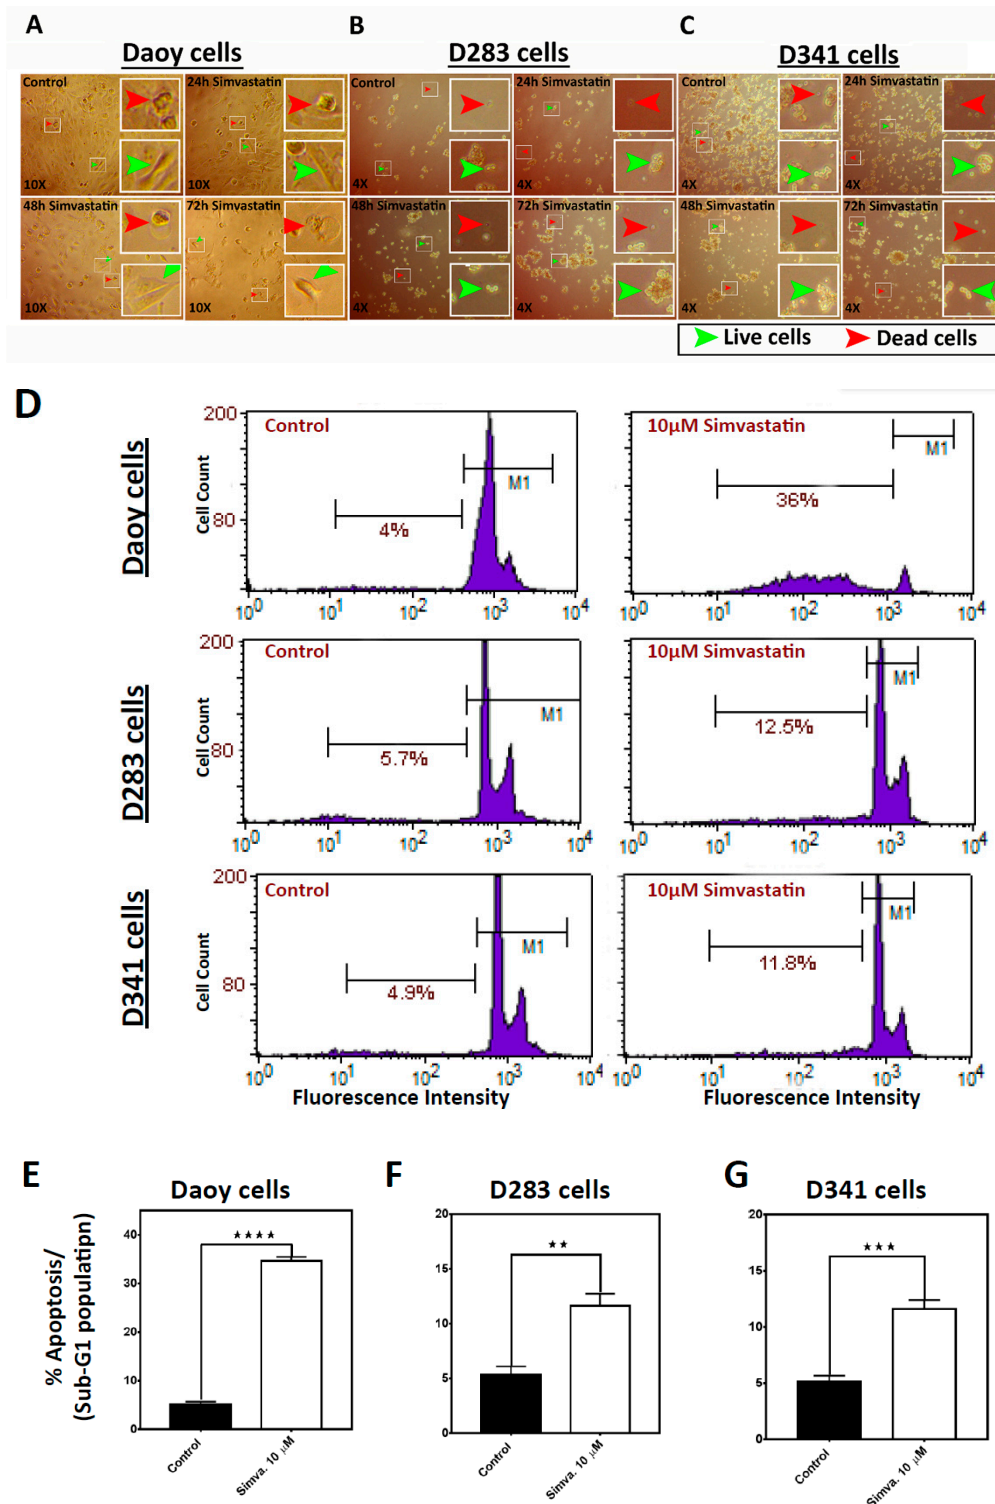 A
B
C
Daoy cells
D283 cells
D341 cells
Control
24h Simvastatin
Control
24h Simvastatin
Control
24h Simvastatin
10X
10X
4X
4X
4X
4X
48h Simvastatin
72h Simvastatin
48h Simvastatin
72h Simvastatin
48h Simvastatin
72h Simvastatin
10X
10X
4X
4X
4X
4X
Live cells
Dead cells
D
Daoy cells
Cell Count
200
80
Control
M1
4%
10^0 10^1 10^2 10^3 10^4
10µM Simvastatin
M1
36%
10^0 10^1 10^2 10^3 10^4
D283 cells
Cell Count
200
80
Control
M1
5.7%
10^0 10^1 10^2 10^3 10^4
10µM Simvastatin
M1
12.5%
10^0 10^1 10^2 10^3 10^4
D341 cells
Cell Count
200
80
Control
M1
4.9%
10^0 10^1 10^2 10^3 10^4
Fluorescence Intensity
10µM Simvastatin
M1
11.8%
10^0 10^1 10^2 10^3 10^4
Fluorescence Intensity
E
Daoy cells
% Apoptosis/
(Sub-G1 populatipn)
40
30
20
10
0
★★★★
Control
Simva. 10 µM
F
D283 cells
20
15
10
5
0
★★
Control
Simva. 10 µM
G
D341 cells
20
15
10
5
0
★★★
Control
Simva. 10 µM